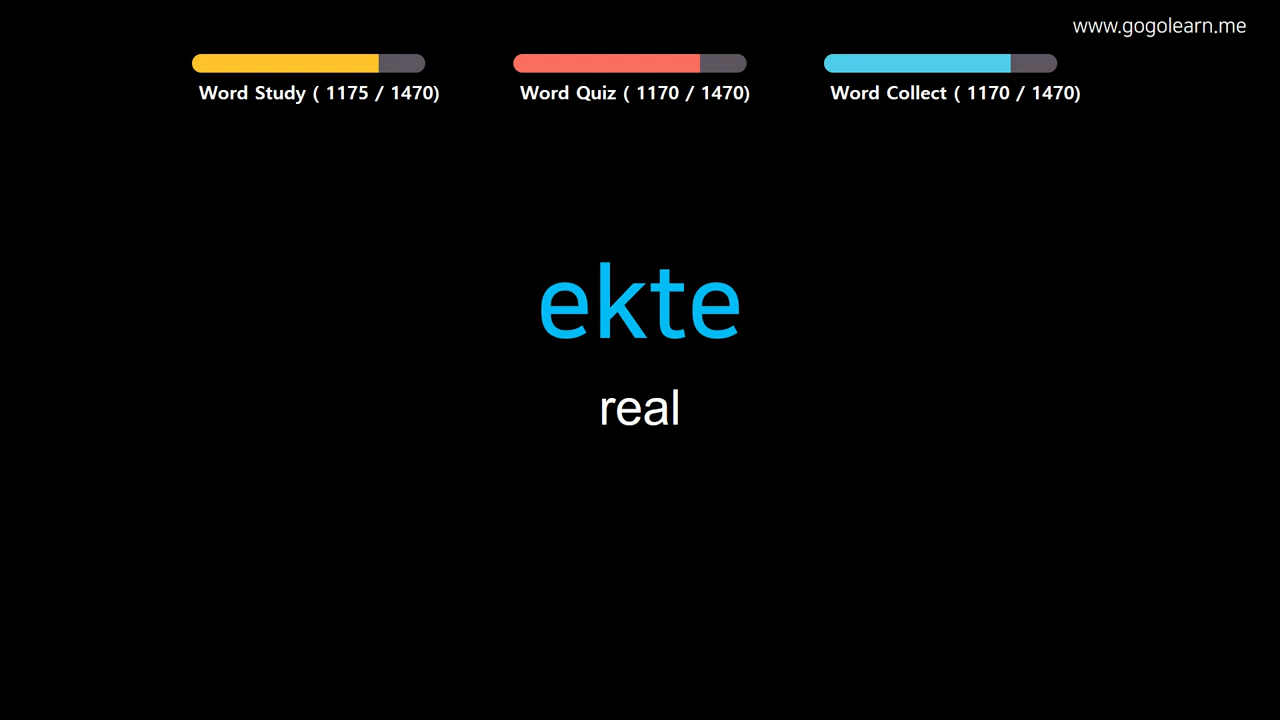 www.gogolearn.me
Word Study ( 1175 / 1470)
Word Quiz ( 1170 / 1470)
Word Collect ( 1170 / 1470)
ekte
real